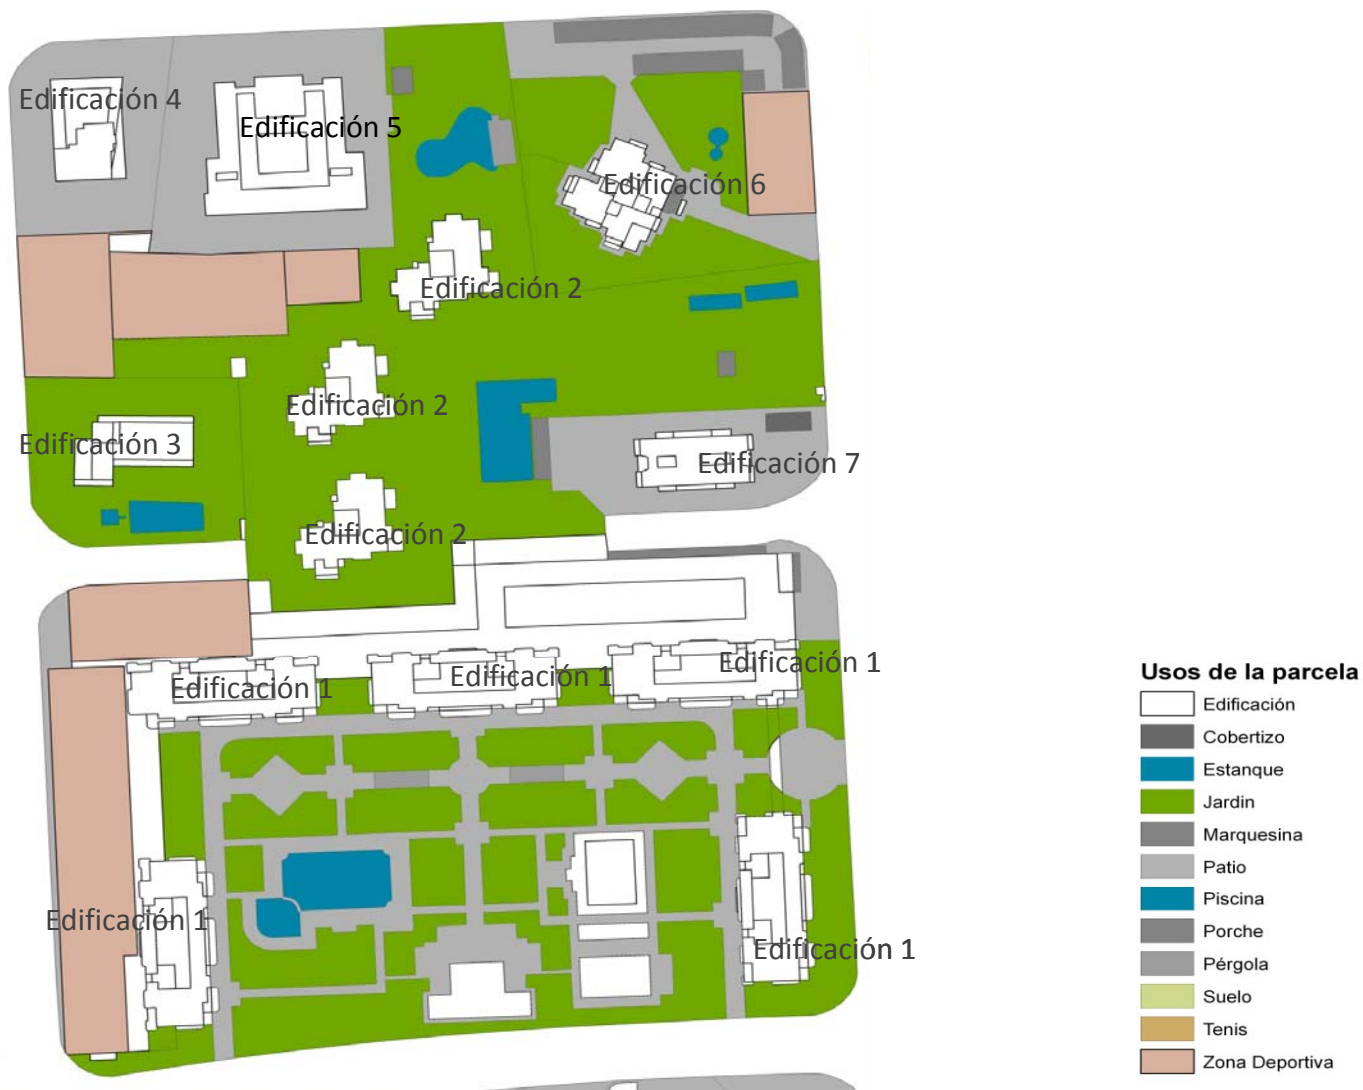 Edificación 4
Edificación 5
Edificación 6
Edificación 2
Edificación 2
Edificación 3
Edificación 7
Edificación 2
Edificación 1
Edificación 1
Edificación 1
Edificación 1
Edificación 1
Usos de la parcela
Edificación
Cobertizo
Estanque
Jardin
Marquesina
Patio
Piscina
Porche
Pérgola
Suelo
Tenis
Zona Deportiva